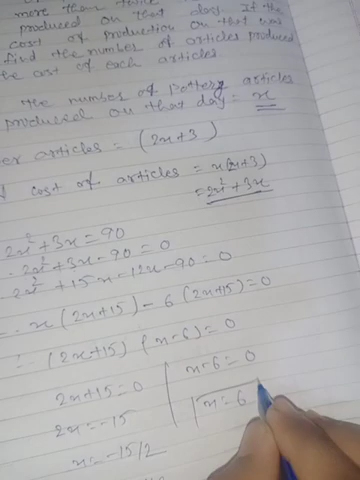 more than twice
produced on that day. If the
cost of production on that was
find the number of articles produced
the cost of each articles.
The number of pottery articles
produced on that day = x
articles = (2x+3)
cost of articles = x(2x+3)
= 2x² + 3x
2x² + 3x = 90
2x² + 3x - 90 = 0
2x² + 15x - 12x - 90 = 0
∴ x (2x+15) - 6 (2x+15) = 0
∴ (2x+15) (x-6) = 0
2x+15 = 0
2x = -15
x = -15/2
x-6 = 0
x = 6